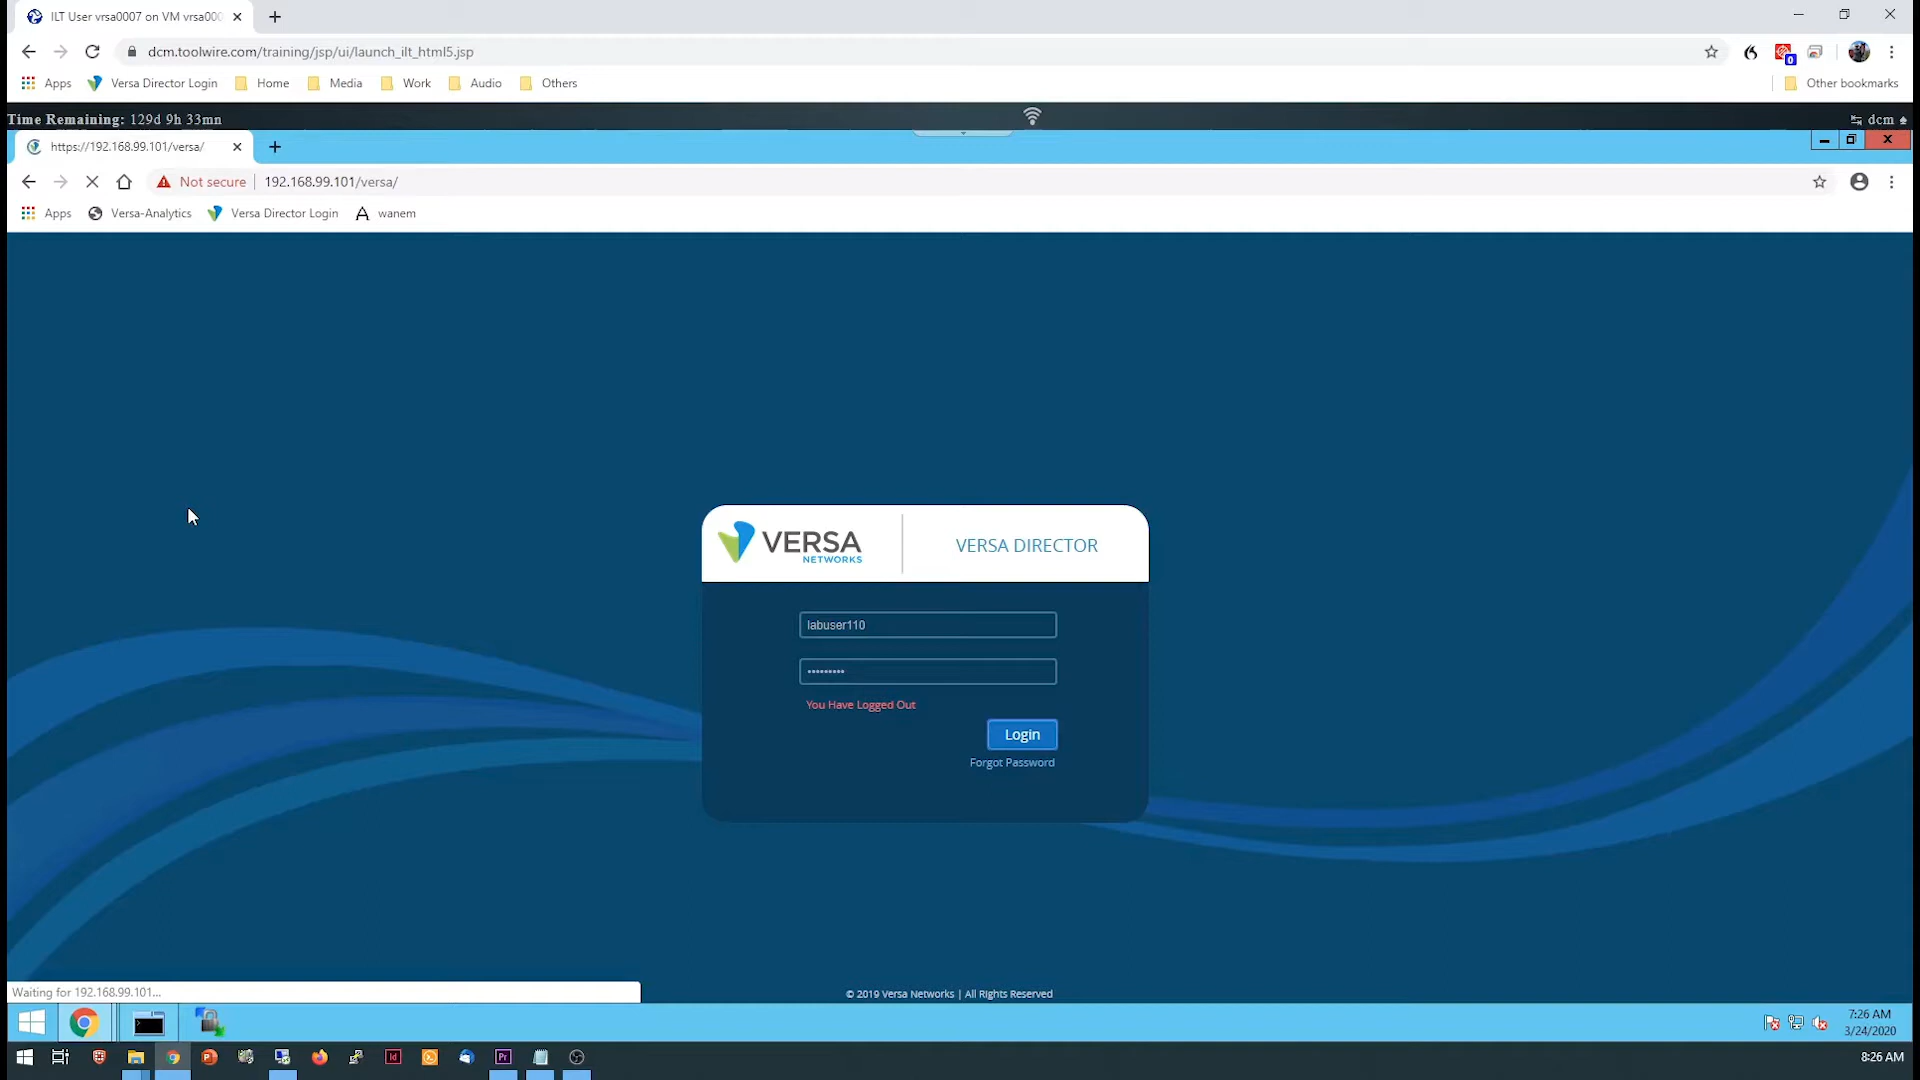 ILT User vrsa0007 on VM vrsa000
dcm.toolwire.com/training/jsp/ui/launch_ilt_html5.jsp
Apps Versa Director Login Home Media Work Audio Others Other bookmarks
Time Remaining: 129d 9h 33mn dcm
https://192.168.99.101/versa/
Not secure 192.168.99.101/versa/
Apps Versa-Analytics Versa Director Login wanem
VERSA NETWORKS VERSA DIRECTOR
labuser110
•••••••••
You Have Logged Out
Login
Forgot Password
Waiting for 192.168.99.101...
© 2019 Versa Networks | All Rights Reserved
7:26 AM
3/24/2020
8:26 AM